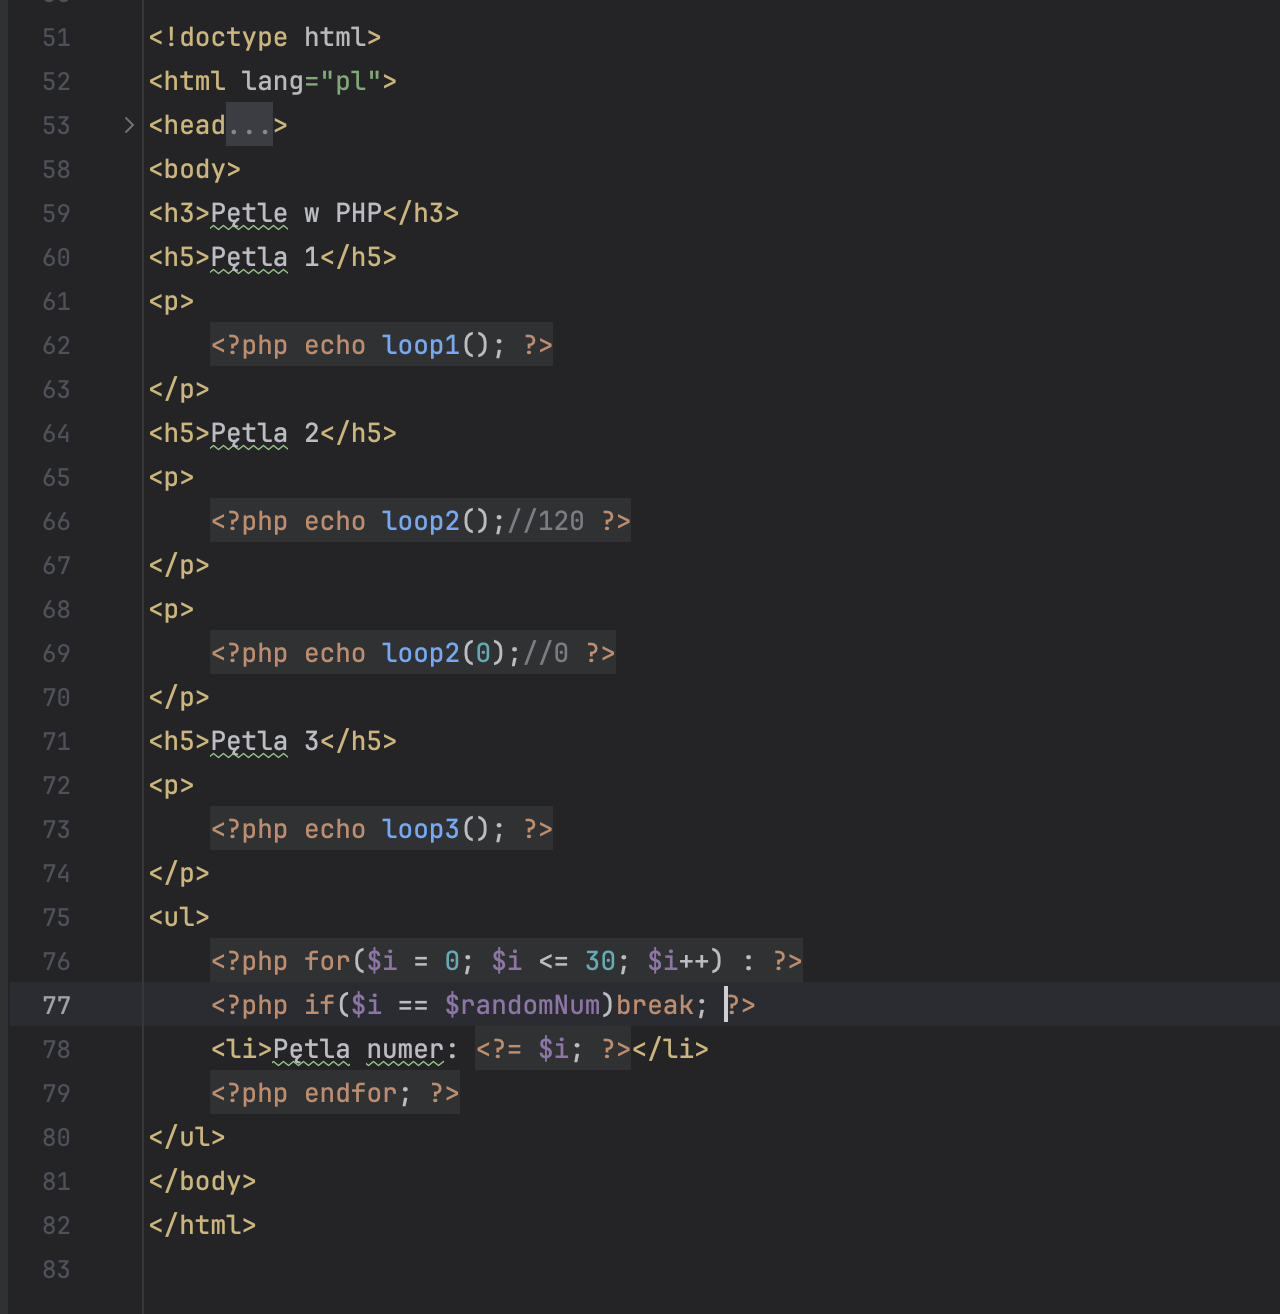 51 <!doctype html>
52 <html lang="pl">
53 <head...>
58 <body>
59 <h3>Pętle w PHP</h3>
60 <h5>Pętla 1</h5>
61 <p>
62     <?php echo loop1(); ?>
63 </p>
64 <h5>Pętla 2</h5>
65 <p>
66     <?php echo loop2();//120 ?>
67 </p>
68 <p>
69     <?php echo loop2(0);//0 ?>
70 </p>
71 <h5>Pętla 3</h5>
72 <p>
73     <?php echo loop3(); ?>
74 </p>
75 <ul>
76     <?php for($i = 0; $i <= 30; $i++) : ?>
77     <?php if($i == $randomNum)break; ?>
78     <li>Pętla numer: <?= $i; ?></li>
79     <?php endfor; ?>
80 </ul>
81 </body>
82 </html>
83